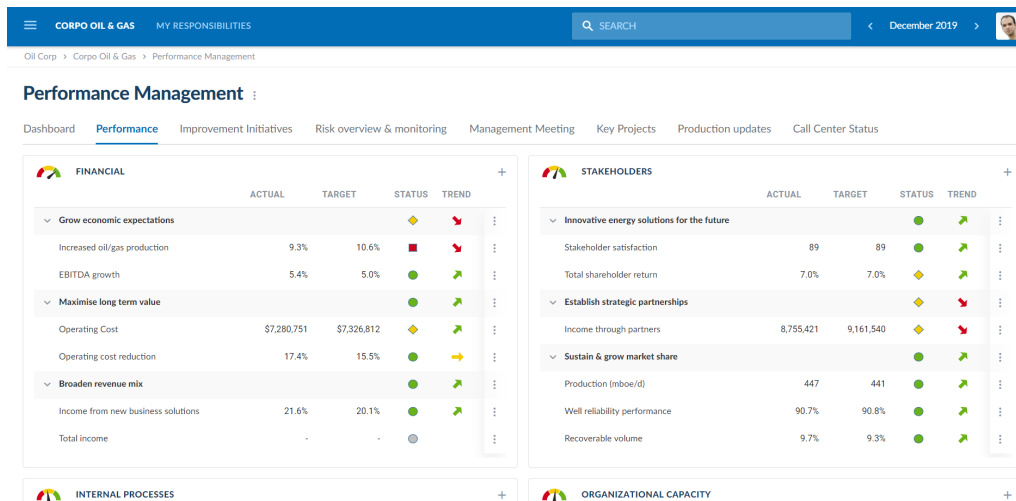 CORPO OIL & GAS MY RESPONSIBILITIES SEARCH December 2019
Oil Corp > Corpo Oil & Gas > Performance Management
Performance Management
Dashboard Performance Improvement Initiatives Risk overview & monitoring Management Meeting Key Projects Production updates Call Center Status
FINANCIAL
ACTUAL TARGET STATUS TREND
Grow economic expectations
Increased oil/gas production 9.3% 10.6%
EBITDA growth 5.4% 5.0%
Maximise long term value
Operating Cost $7,280,751 $7,326,812
Operating cost reduction 17.4% 15.5%
Broaden revenue mix
Income from new business solutions 21.6% 20.1%
Total income - -
STAKEHOLDERS
ACTUAL TARGET STATUS TREND
Innovative energy solutions for the future
Stakeholder satisfaction 89 89
Total shareholder return 7.0% 7.0%
Establish strategic partnerships
Income through partners 8,755,421 9,161,540
Sustain & grow market share
Production (mboe/d) 447 441
Well reliability performance 90.7% 90.8%
Recoverable volume 9.7% 9.3%
INTERNAL PROCESSES
ORGANIZATIONAL CAPACITY